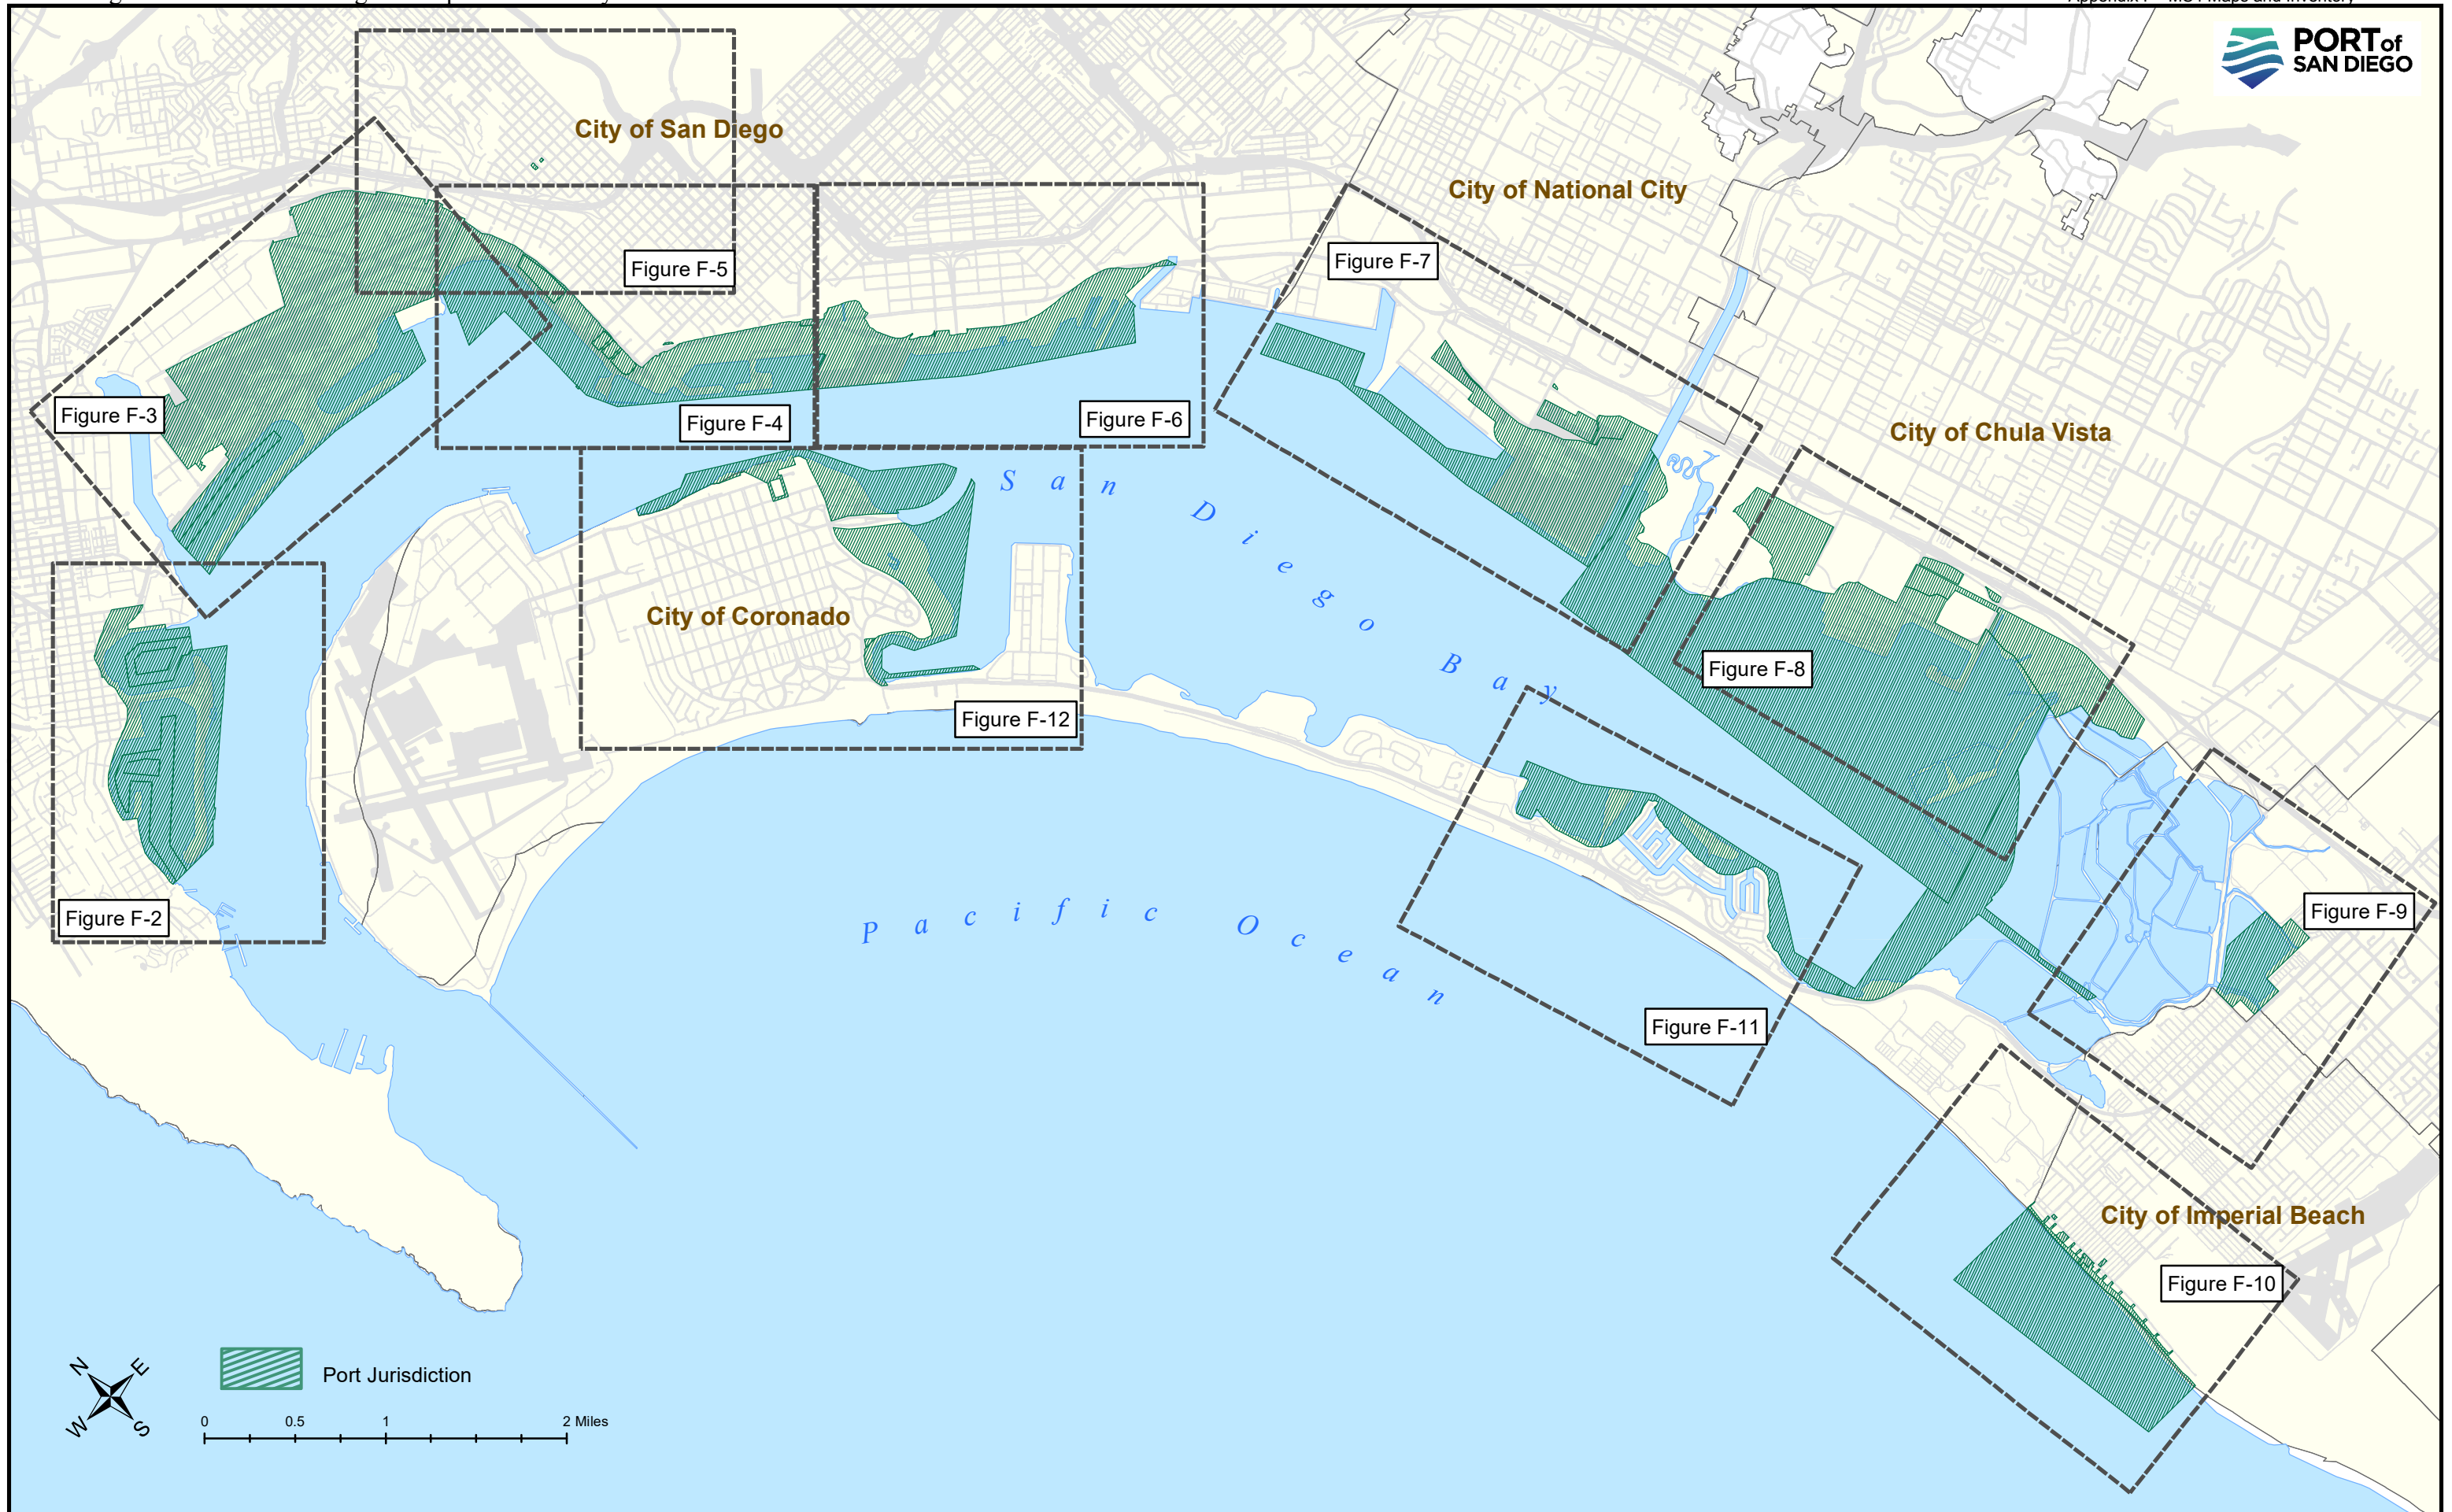 PORT of
SAN DIEGO
City of San Diego
City of National City
Figure F-5
Figure F-7
Figure F-3
Figure F-4
Figure F-6
City of Chula Vista
San Diego Bay
City of Coronado
Figure F-8
Figure F-12
Figure F-2
Figure F-9
Pacific Ocean
Figure F-11
City of Imperial Beach
Figure F-10
N E
W S
Port Jurisdiction
0 0.5 1 2 Miles